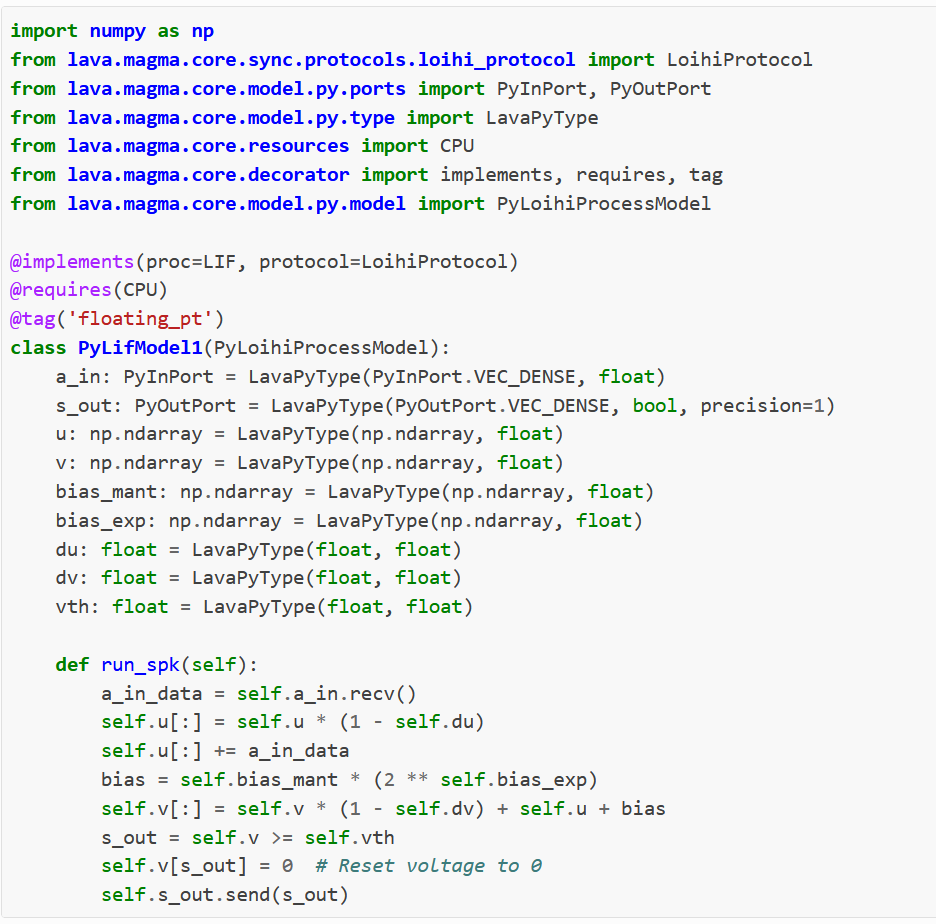 import numpy as np
from lava.magma.core.sync.protocols.loihi_protocol import LoihiProtocol
from lava.magma.core.model.py.ports import PyInPort, PyOutPort
from lava.magma.core.model.py.type import LavaPyType
from lava.magma.core.resources import CPU
from lava.magma.core.decorator import implements, requires, tag
from lava.magma.core.model.py.model import PyLoihiProcessModel

@implements(proc=LIF, protocol=LoihiProtocol)
@requires(CPU)
@tag('floating_pt')
class PyLifModel1(PyLoihiProcessModel):
    a_in: PyInPort = LavaPyType(PyInPort.VEC_DENSE, float)
    s_out: PyOutPort = LavaPyType(PyOutPort.VEC_DENSE, bool, precision=1)
    u: np.ndarray = LavaPyType(np.ndarray, float)
    v: np.ndarray = LavaPyType(np.ndarray, float)
    bias_mant: np.ndarray = LavaPyType(np.ndarray, float)
    bias_exp: np.ndarray = LavaPyType(np.ndarray, float)
    du: float = LavaPyType(float, float)
    dv: float = LavaPyType(float, float)
    vth: float = LavaPyType(float, float)

    def run_spk(self):
        a_in_data = self.a_in.recv()
        self.u[:] = self.u * (1 - self.du)
        self.u[:] += a_in_data
        bias = self.bias_mant * (2 ** self.bias_exp)
        self.v[:] = self.v * (1 - self.dv) + self.u + bias
        s_out = self.v >= self.vth
        self.v[s_out] = 0  # Reset voltage to 0
        self.s_out.send(s_out)